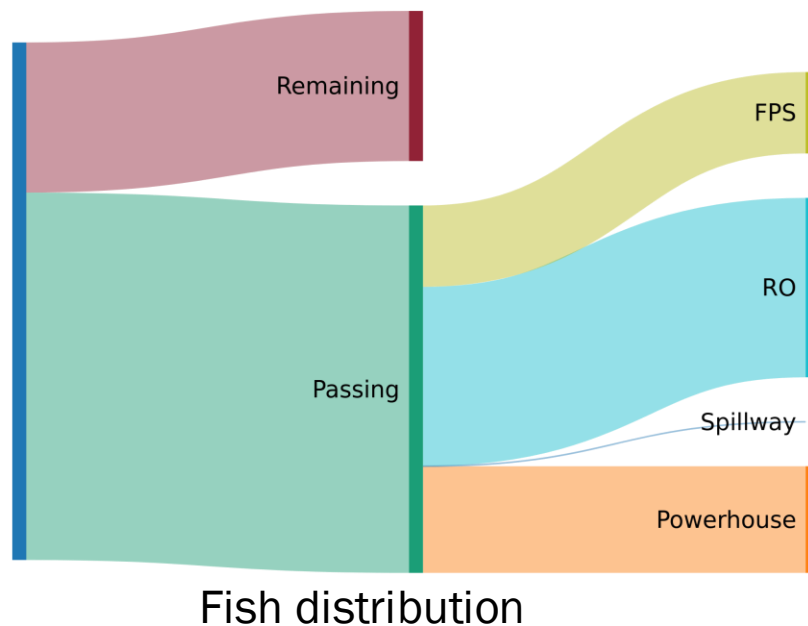 Remaining
FPS
RO
Passing
Spillway
Powerhouse
Fish distribution